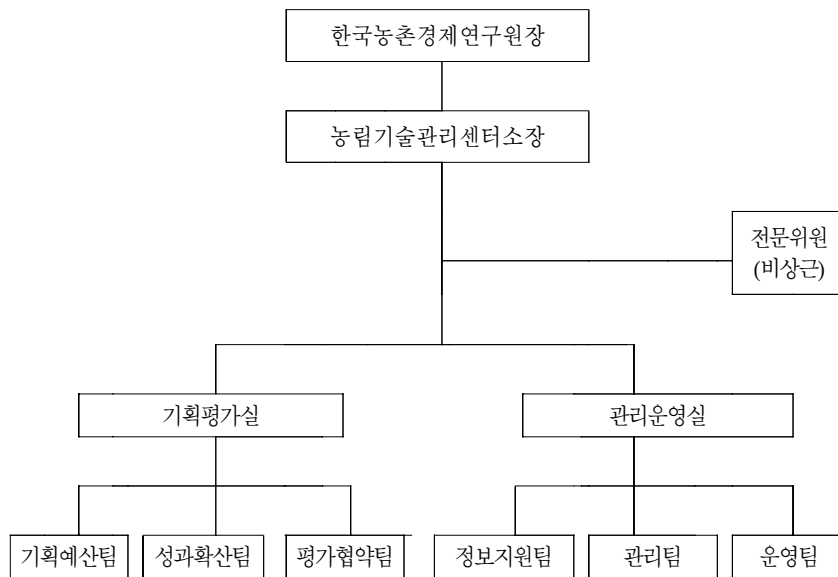 한국농촌경제연구원장
농림기술관리센터소장
전문위원
(비상근)
기획평가실
관리운영실
기획예산팀
성과확산팀
평가협약팀
정보지원팀
관리팀
운영팀